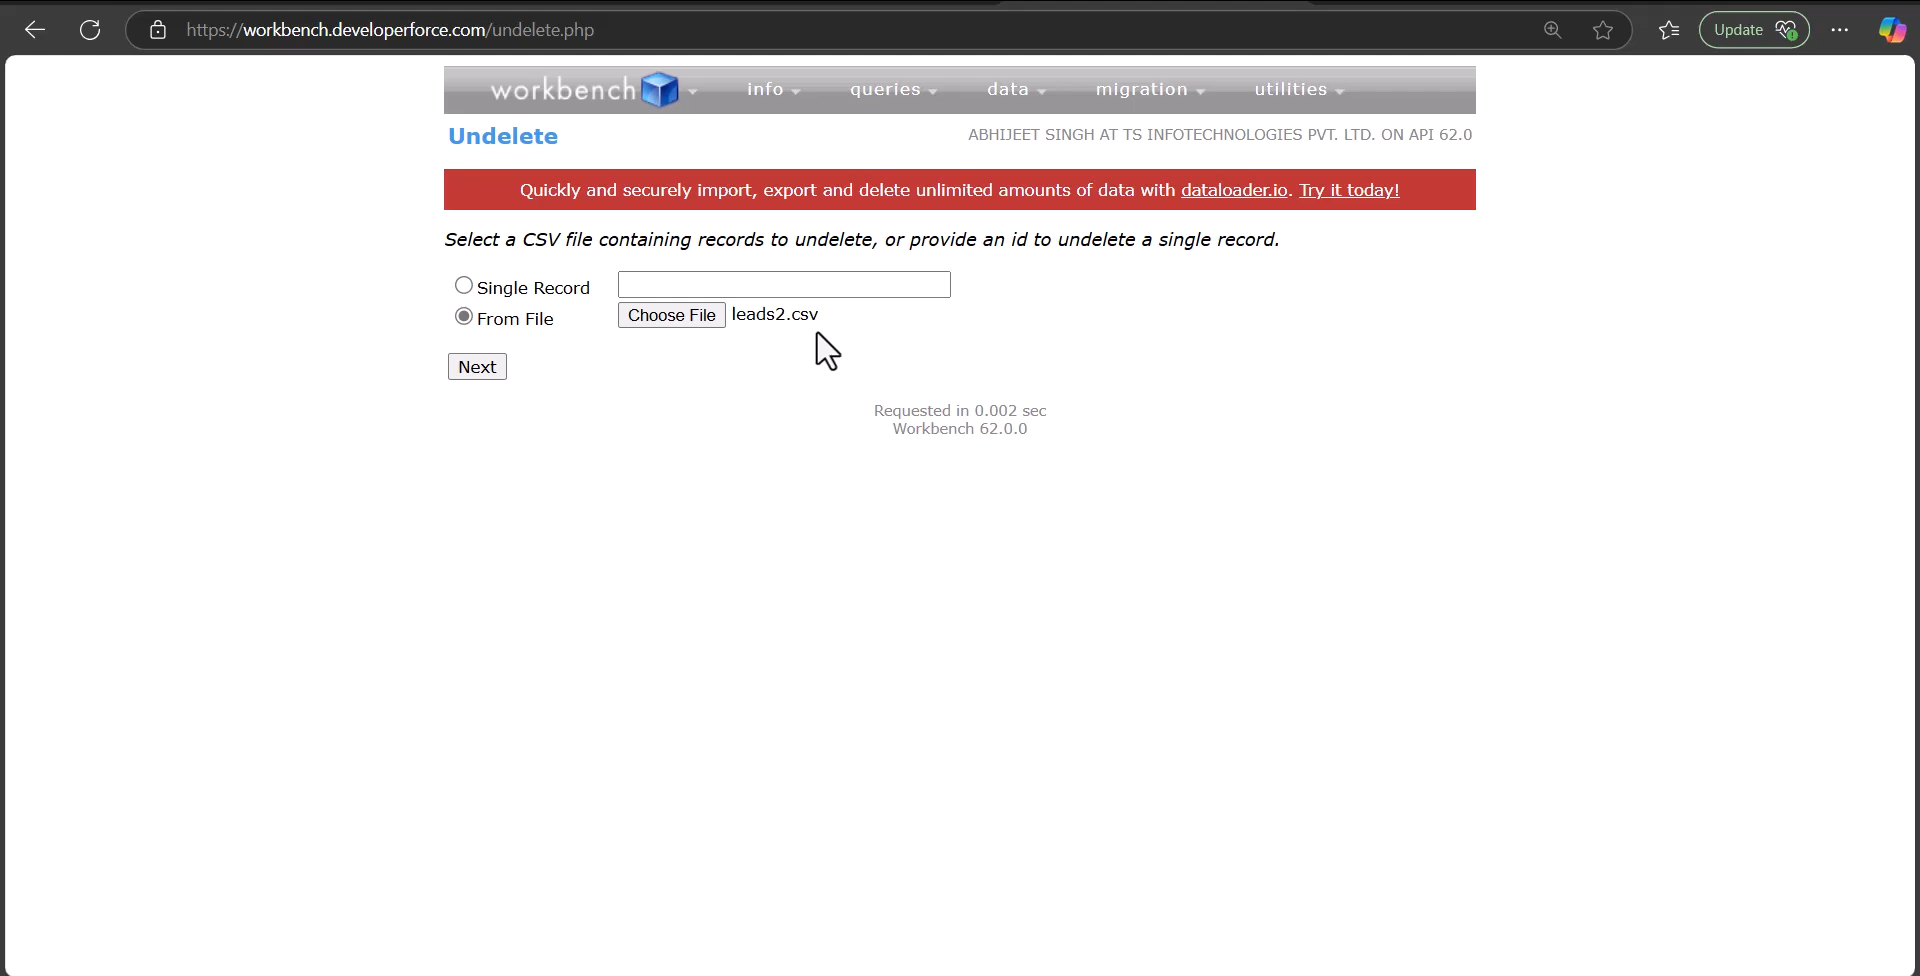 https://workbench.developerforce.com/undelete.php
Update
workbench info queries data migration utilities
Undelete
ABHIJEET SINGH AT TS INFOTECHNOLOGIES PVT. LTD. ON API 62.0
Quickly and securely import, export and delete unlimited amounts of data with dataloader.io. Try it today!
Select a CSV file containing records to undelete, or provide an id to undelete a single record.
Single Record
From File Choose File leads2.csv
Next
Requested in 0.002 sec
Workbench 62.0.0